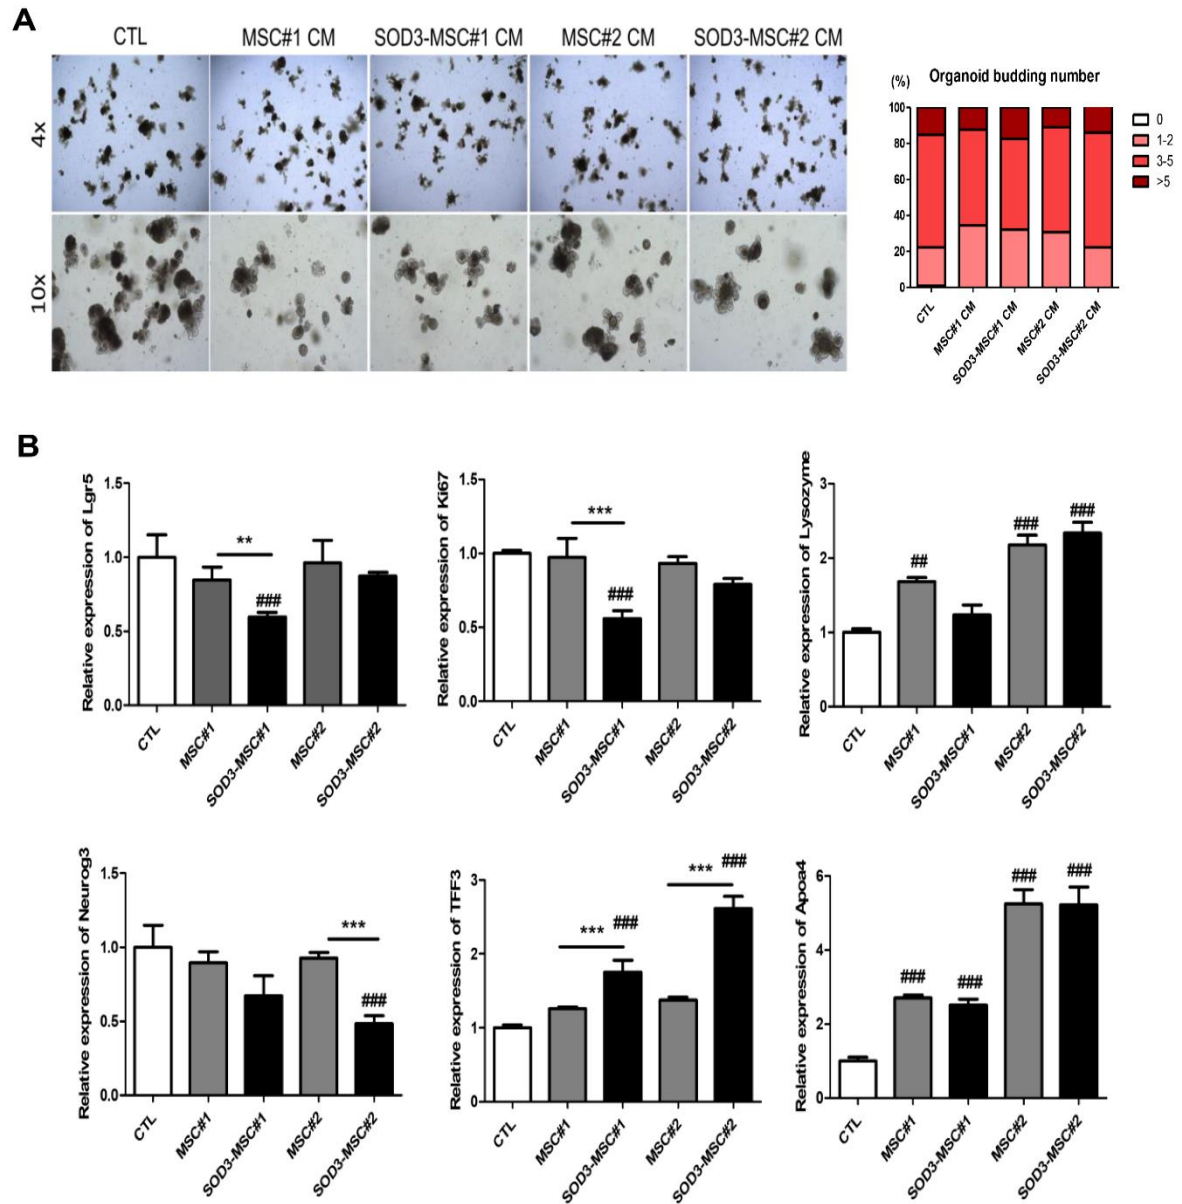 A
CTL
MSC#1 CM
SOD3-MSC#1 CM
MSC#2 CM
SOD3-MSC#2 CM
4x
10x
(%)
Organoid budding number
100
80
60
40
20
0
CTL
MSC#1 CM
SOD3-MSC#1 CM
MSC#2 CM
SOD3-MSC#2 CM
0
1-2
3-5
>5
B
Relative expression of Lgr5
1.5
1.0
0.5
0.0
**
###
CTL
MSC#1
SOD3-MSC#1
MSC#2
SOD3-MSC#2
Relative expression of Ki67
1.5
1.0
0.5
0.0
***
###
CTL
MSC#1
SOD3-MSC#1
MSC#2
SOD3-MSC#2
Relative expression of Lysozyme
3
2
1
0
##
###
###
CTL
MSC#1
SOD3-MSC#1
MSC#2
SOD3-MSC#2
Relative expression of Neurog3
1.5
1.0
0.5
0.0
***
###
CTL
MSC#1
SOD3-MSC#1
MSC#2
SOD3-MSC#2
Relative expression of TFF3
3
2
1
0
***
###
***
###
CTL
MSC#1
SOD3-MSC#1
MSC#2
SOD3-MSC#2
Relative expression of Apoa4
6
4
2
0
###
###
###
###
CTL
MSC#1
SOD3-MSC#1
MSC#2
SOD3-MSC#2